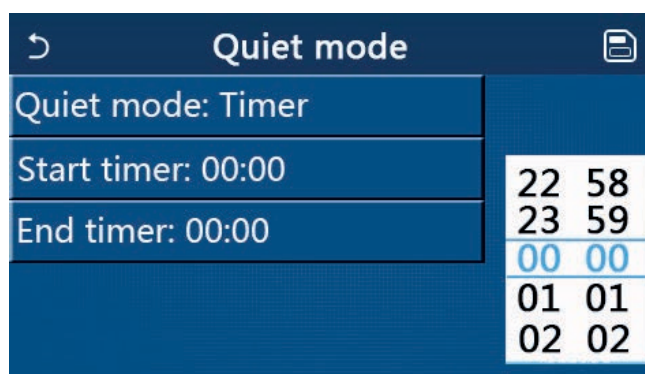 Quiet mode
Quiet mode: Timer
Start timer: 00:00
End timer: 00:00
22 58
23 59
00 00
01 01
02 02